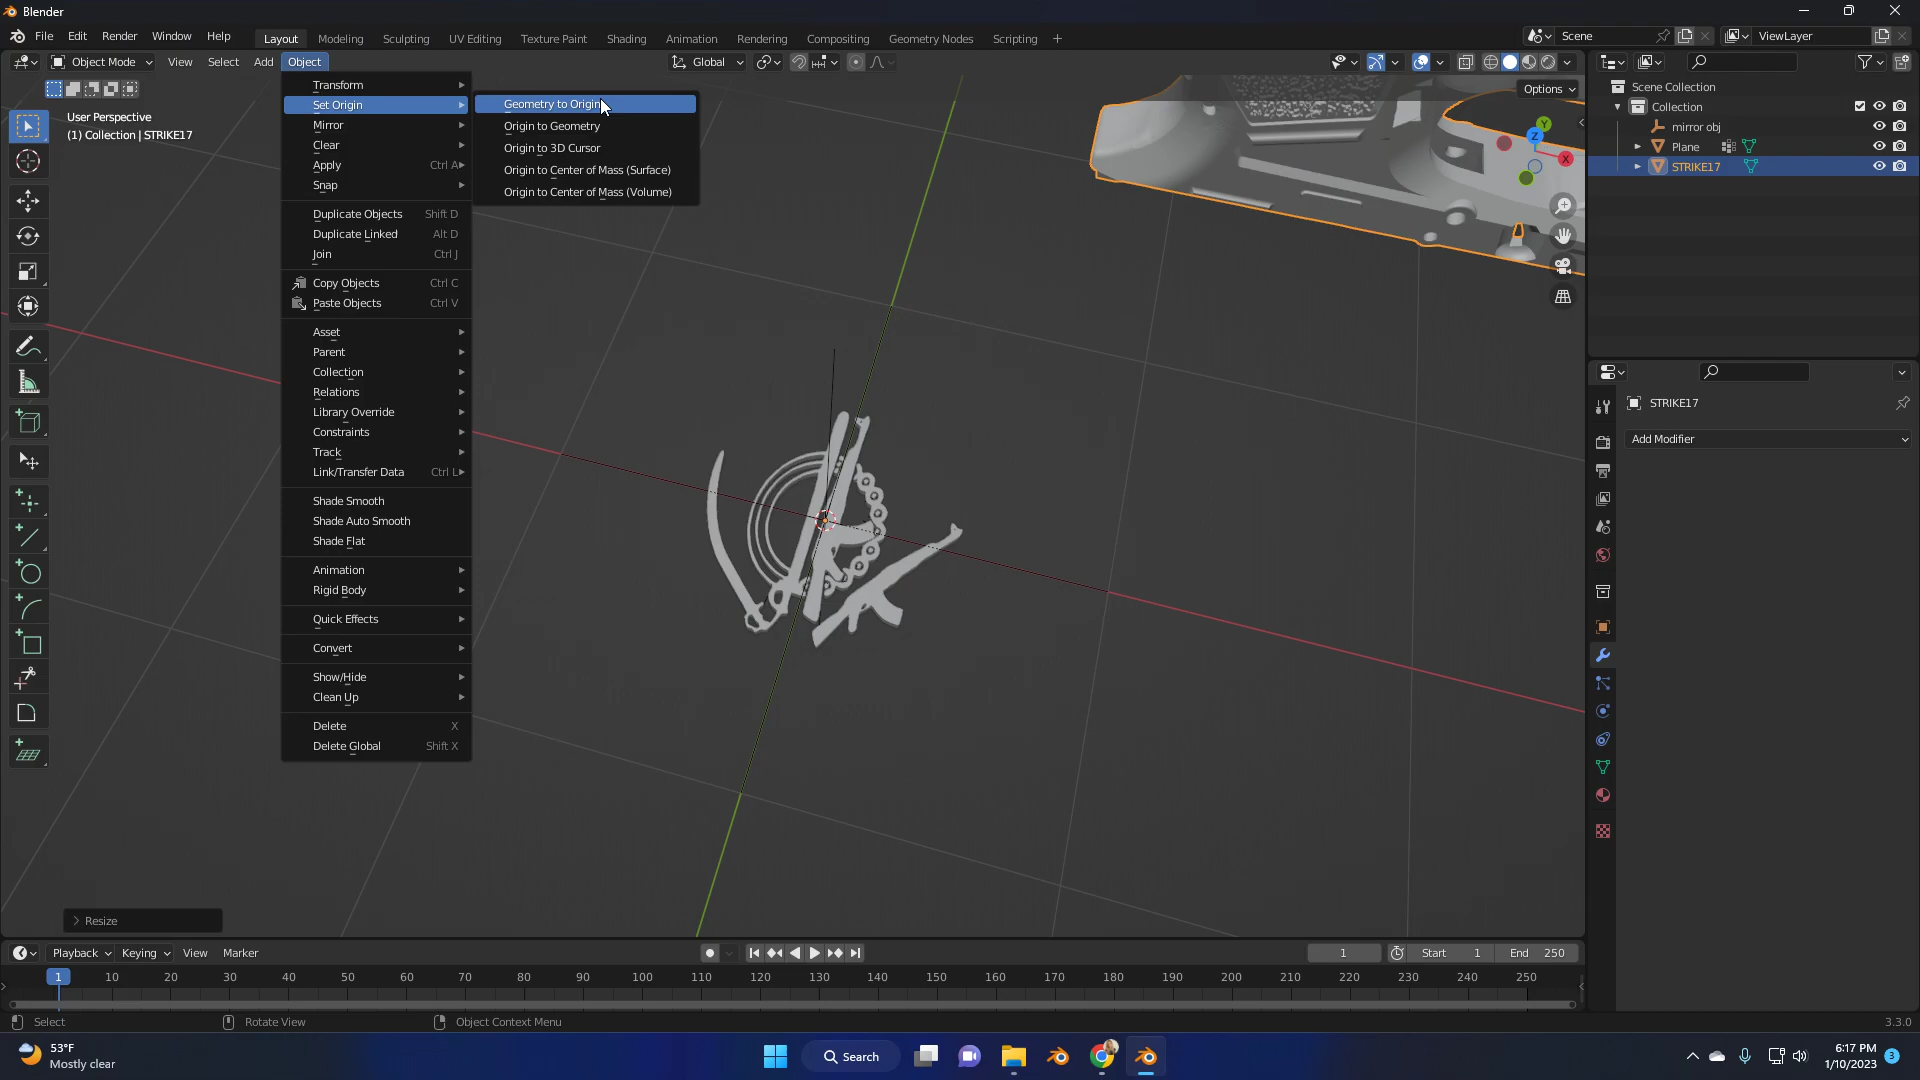 Blender
File Edit Render Window Help
Layout Modeling Sculpting UV Editing Texture Paint Shading Animation Rendering Compositing Geometry Nodes Scripting +
Scene
ViewLayer
Object Mode View Select Add Object
Global
Options
User Perspective
(1) Collection | STRIKE17
Transform
Set Origin
Mirror
Clear
Apply Ctrl A
Snap
Duplicate Objects Shift D
Duplicate Linked Alt D
Join Ctrl J
Copy Objects Ctrl C
Paste Objects Ctrl V
Asset
Parent
Collection
Relations
Library Override
Constraints
Track
Link/Transfer Data Ctrl L
Shade Smooth
Shade Auto Smooth
Shade Flat
Animation
Rigid Body
Quick Effects
Convert
Show/Hide
Clean Up
Delete X
Delete Global Shift X
Geometry to Origin
Origin to Geometry
Origin to 3D Cursor
Origin to Center of Mass (Surface)
Origin to Center of Mass (Volume)
Y
Z
X
Scene Collection
Collection
mirror obj
Plane
STRIKE17
STRIKE17
Add Modifier
Resize
Playback Keying View Marker
1 Start 1 End 250
1 10 20 30 40 50 60 70 80 90 100 110 120 130 140 150 160 170 180 190 200 210 220 230 240 250
Select Rotate View Object Context Menu 3.3.0
53°F
Mostly clear
Search
6:17 PM
1/10/2023
3